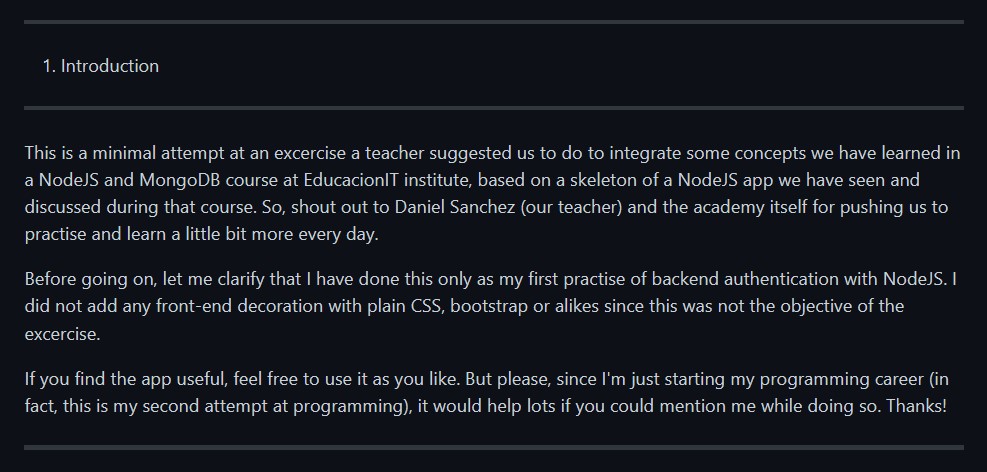 1. Introduction
This is a minimal attempt at an excercise a teacher suggested us to do to integrate some concepts we have learned in
a NodeJS and MongoDB course at EducacionIT institute, based on a skeleton of a NodeJS app we have seen and
discussed during that course. So, shout out to Daniel Sanchez (our teacher) and the academy itself for pushing us to
practise and learn a little bit more every day.
Before going on, let me clarify that I have done this only as my first practise of backend authentication with NodeJS. I
did not add any front-end decoration with plain CSS, bootstrap or alikes since this was not the objective of the
excercise.
If you find the app useful, feel free to use it as you like. But please, since I'm just starting my programming career (in
fact, this is my second attempt at programming), it would help lots if you could mention me while doing so. Thanks!